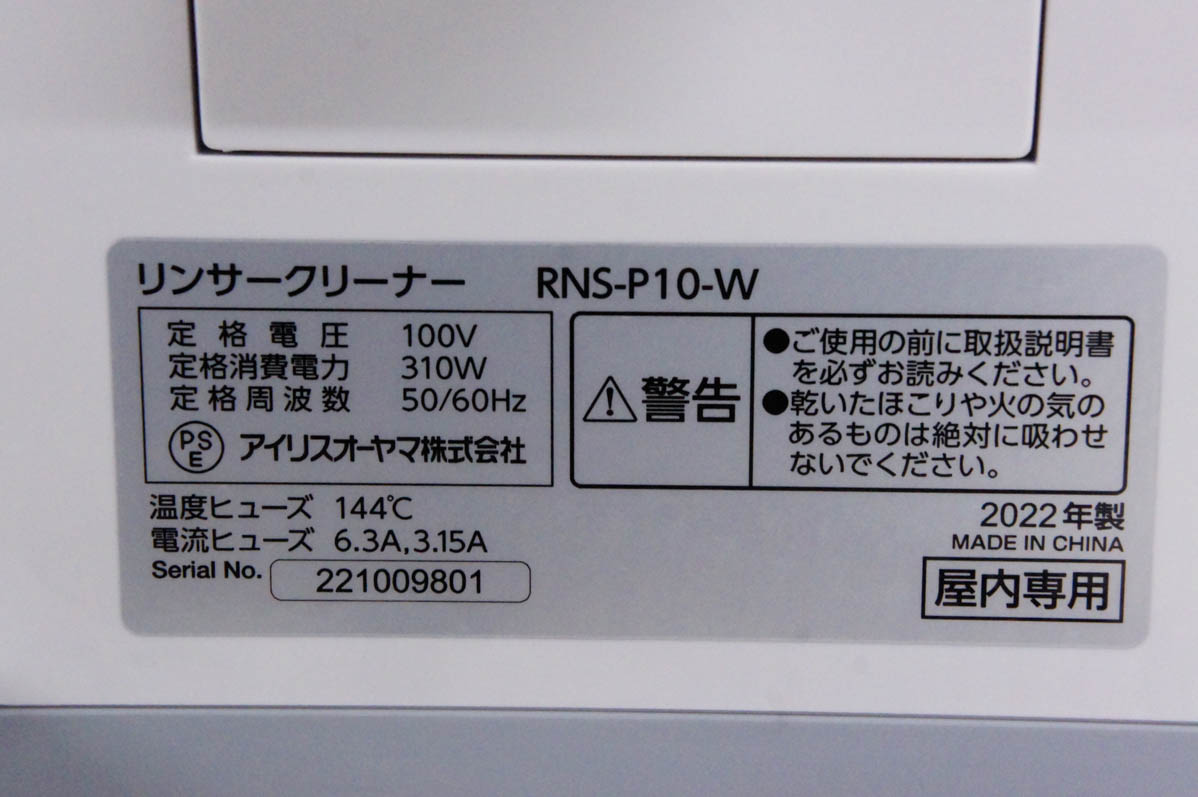 リンサークリーナー RNS-P10-W
定格電圧 100V
定格消費電力 310W
定格周波数 50/60Hz
PSE アイリスオーヤマ株式会社
警告
●ご使用の前に取扱説明書
を必ずお読みください。
●乾いたほこりや火の気の
あるものは絶対に吸わせ
ないでください。
温度ヒューズ 144℃
電流ヒューズ 6.3A,3.15A
Serial No. 221009801
2022年製
MADE IN CHINA
屋内専用